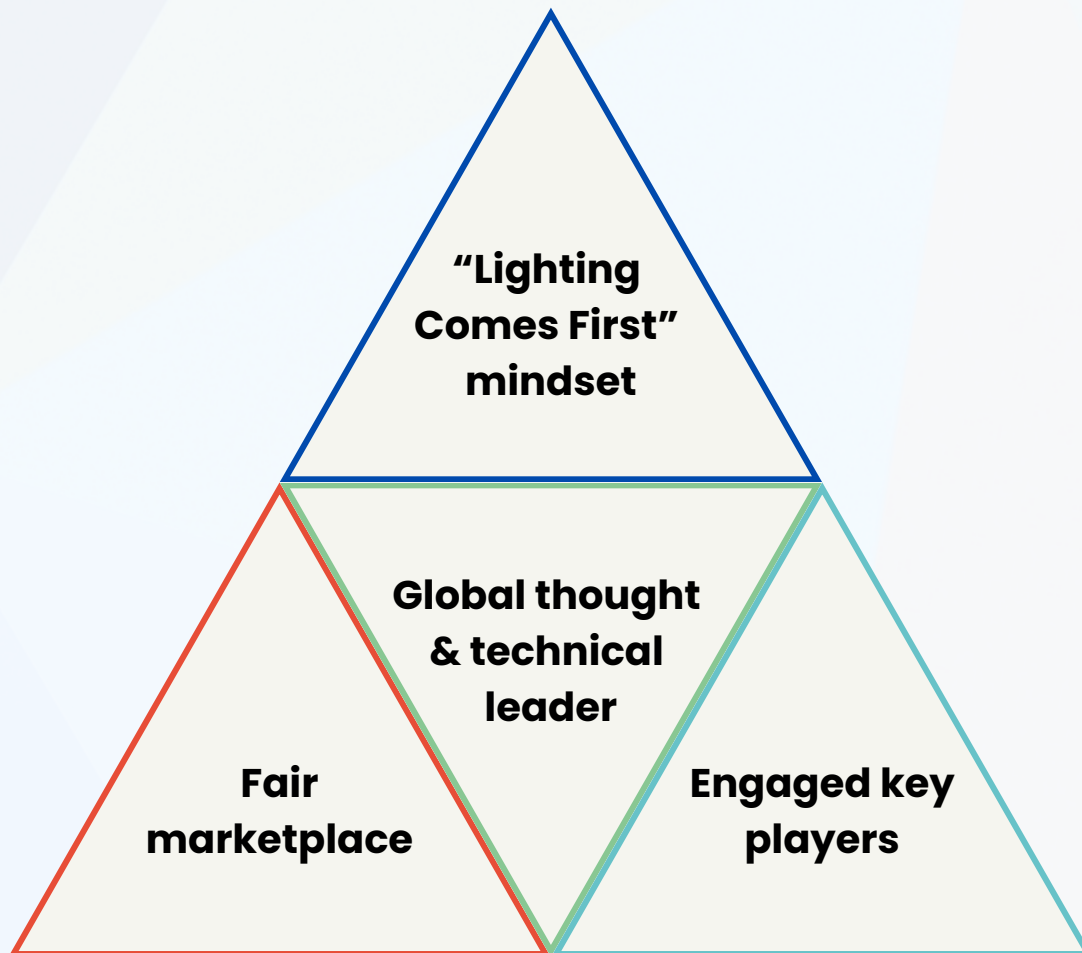 “Lighting
Comes First”
mindset
Global thought
& technical
leader
Fair
marketplace
Engaged key
players